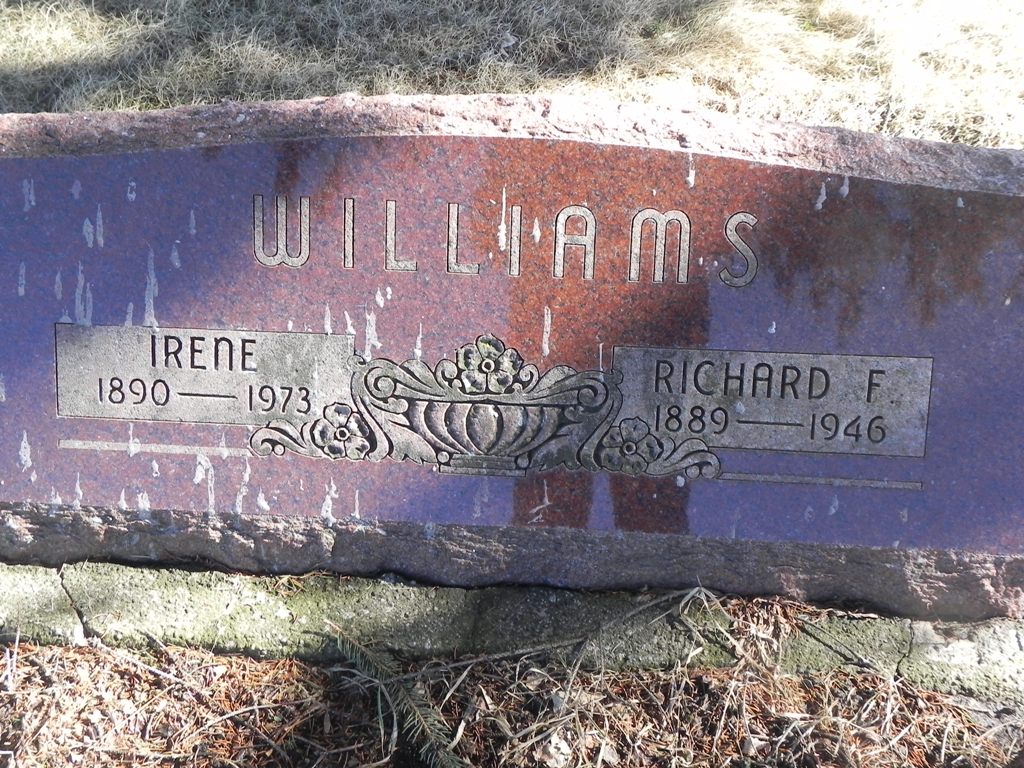 WILLIAMS
IRENE
1890 — 1973
RICHARD F.
1889 — 1946